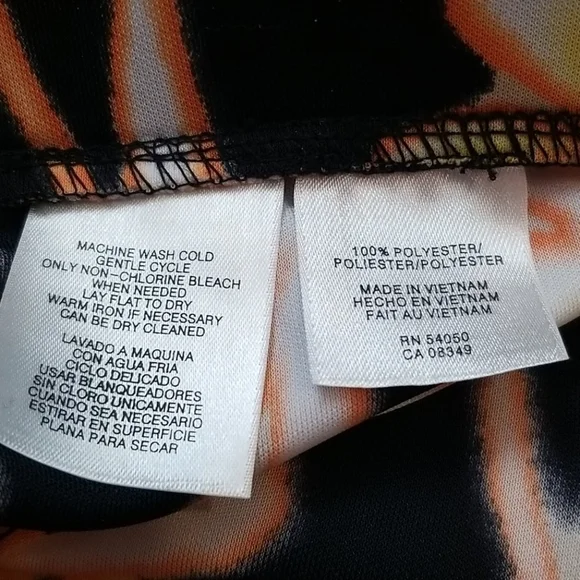 MACHINE WASH COLD
GENTLE CYCLE
ONLY NON-CHLORINE BLEACH
WHEN NEEDED
LAY FLAT TO DRY
WARM IRON IF NECESSARY
CAN BE DRY CLEANED
LAVADO A MAQUINA
CON AGUA FRIA
CICLO DELICADO
USAR BLANQUEADORES
SIN CLORO UNICAMENTE
CUANDO SEA NECESARIO
ESTIRAR EN SUPERFICIE
PLANA PARA SECAR
100% POLYESTER/
POLIESTER/POLYESTER
MADE IN VIETNAM
HECHO EN VIETNAM
FAIT AU VIETNAM
RN 54050
CA 08349